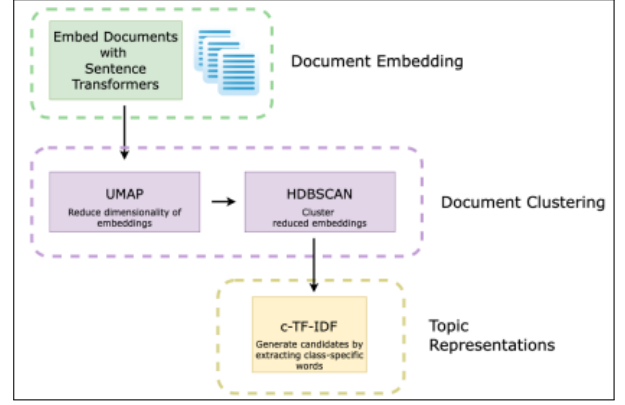 Embed Documents
with
Sentence
Transformers
Document Embedding
UMAP
Reduce dimensionality of
embeddings
HDBSCAN
Cluster
reduced embeddings
Document Clustering
c-TF-IDF
Generate candidates by
extracting class-specific
words
Topic
Representations